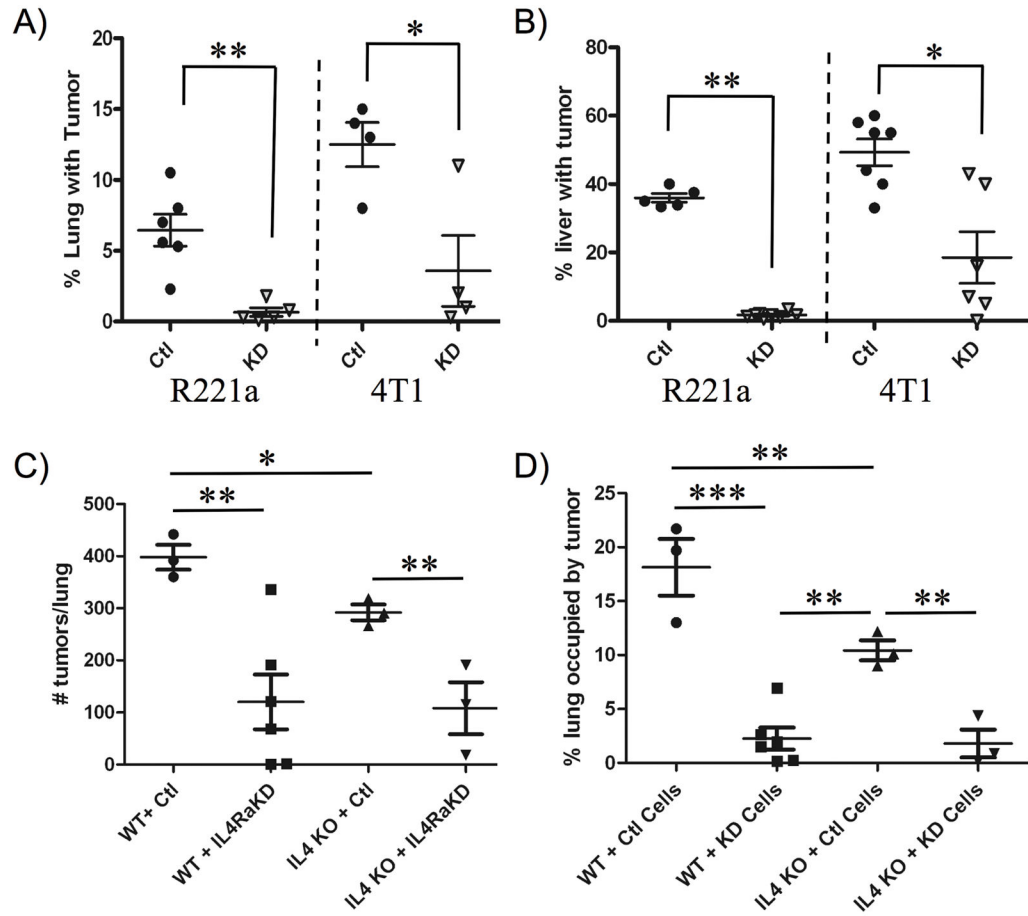 A)
% Lung with Tumor
20
15
10
5
0
**
*
Ctl
KD
Ctl
KD
R221a
4T1
B)
% liver with tumor
80
60
40
20
0
**
*
Ctl
KD
Ctl
KD
R221a
4T1
C)
# tumors/lung
500
400
300
200
100
0
*
**
**
WT+ Ctl
WT + IL4RaKD
IL4 KO + Ctl
IL4 KO + IL4RaKD
D)
% lung occupied by tumor
25
20
15
10
5
0
**
***
**
**
WT + Ctl Cells
WT + KD Cells
IL4 KO + Ctl Cells
IL4 KO + KD Cells